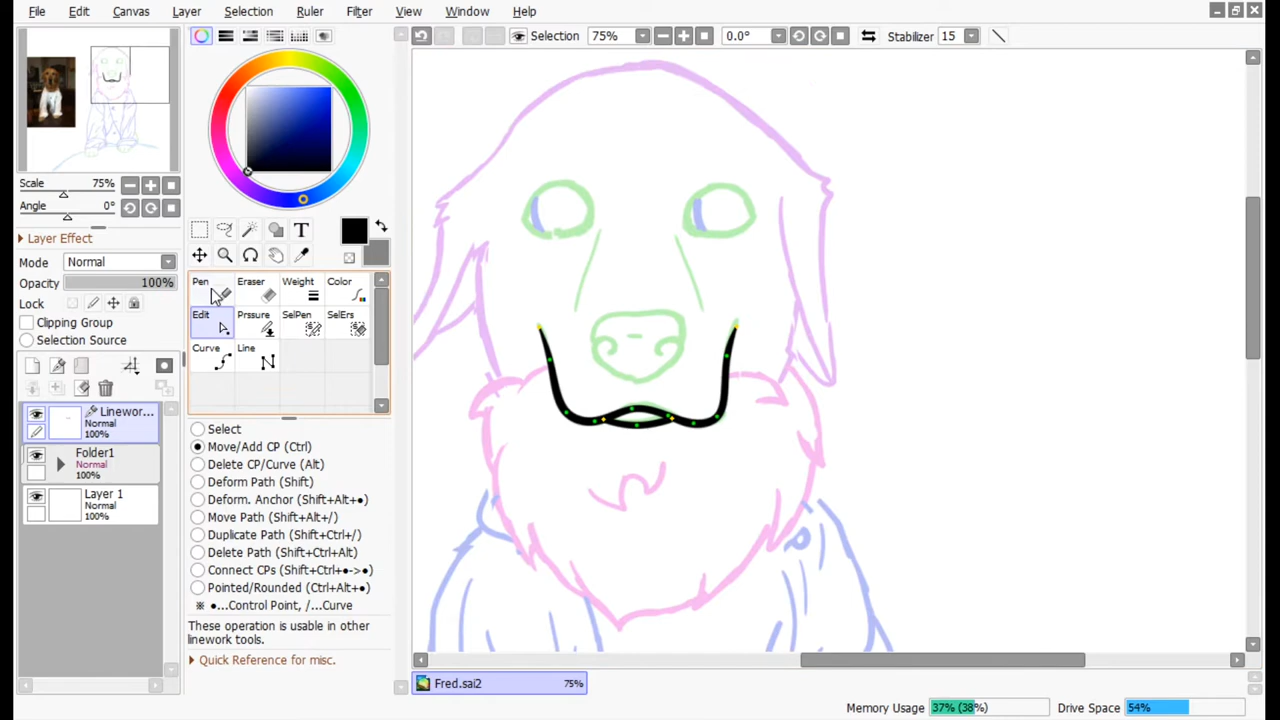 File Edit Canvas Layer Selection Ruler Filter View Window Help
Selection 75% 0.0° Stabilizer 15
Scale 75%
Angle 0°
Layer Effect
Mode Normal
Opacity 100%
Lock
Clipping Group
Selection Source
Linewor...
Normal
100%
Folder1
Normal
100%
Layer 1
Normal
100%
T
Pen Eraser Weight Color
Edit Prssure SelPen SelErs
Curve Line
Select
Move/Add CP (Ctrl)
Delete CP/Curve (Alt)
Deform Path (Shift)
Deform. Anchor (Shift+Alt+●)
Move Path (Shift+Alt+/)
Duplicate Path (Shift+Ctrl+/)
Delete Path (Shift+Ctrl+Alt)
Connect CPs (Shift+Ctrl+●->●)
Pointed/Rounded (Ctrl+Alt+●)
※ ●...Control Point, /...Curve
These operation is usable in other
linework tools.
Quick Reference for misc.
Fred.sai2 75%
Memory Usage 37% (38%) Drive Space 54%